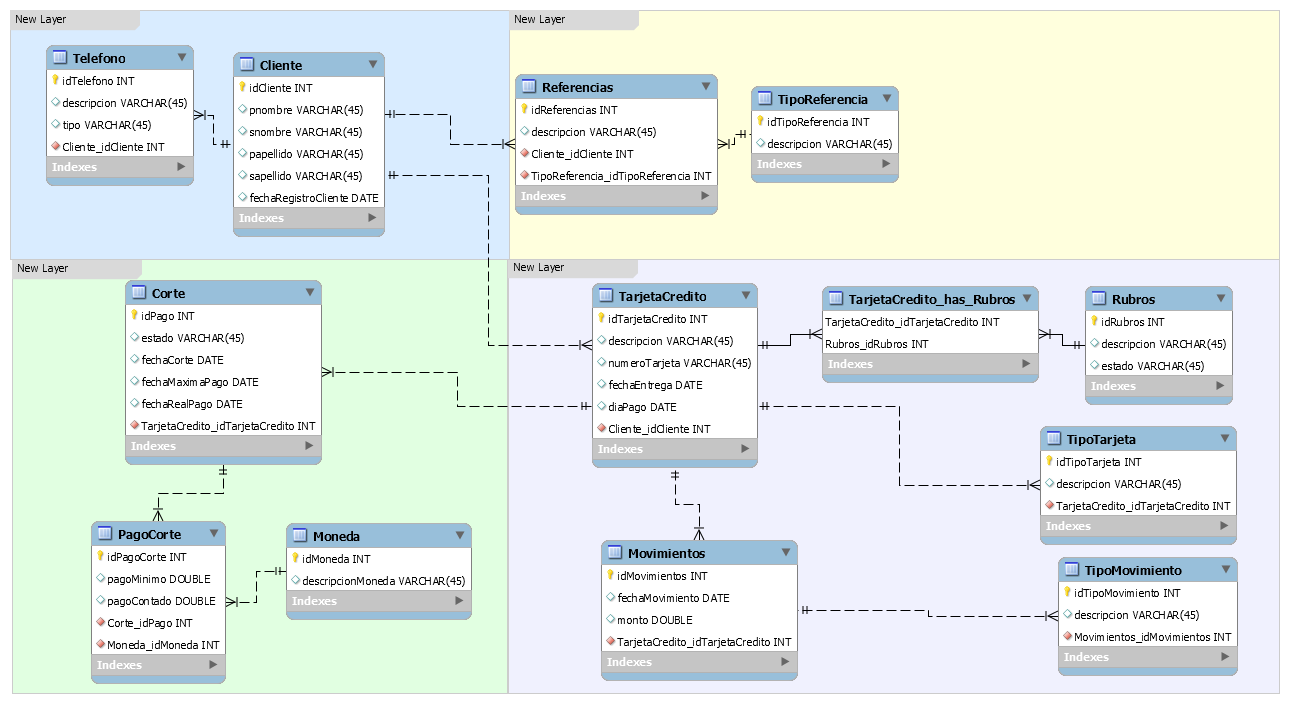 New Layer
Telefono
idTelefono INT
descripcion VARCHAR(45)
tipo VARCHAR(45)
Cliente_idCliente INT
Indexes
Cliente
idCliente INT
pnombre VARCHAR(45)
snombre VARCHAR(45)
papellido VARCHAR(45)
sapellido VARCHAR(45)
fechaRegistroCliente DATE
Indexes
New Layer
Referencias
idReferencias INT
descripcion VARCHAR(45)
Cliente_idCliente INT
TipoReferencia_idTipoReferencia INT
Indexes
TipoReferencia
idTipoReferencia INT
descripcion VARCHAR(45)
Indexes
New Layer
Corte
idPago INT
estado VARCHAR(45)
fechaCorte DATE
fechaMaximaPago DATE
fechaRealPago DATE
TarjetaCredito_idTarjetaCredito INT
Indexes
PagoCorte
idPagoCorte INT
pagoMinimo DOUBLE
pagoContado DOUBLE
Corte_idPago INT
Moneda_idMoneda INT
Indexes
Moneda
idMoneda INT
descripcionMoneda VARCHAR(45)
Indexes
New Layer
TarjetaCredito
idTarjetaCredito INT
descripcion VARCHAR(45)
numeroTarjeta VARCHAR(45)
fechaEntrega DATE
diaPago DATE
Cliente_idCliente INT
Indexes
TarjetaCredito_has_Rubros
TarjetaCredito_idTarjetaCredito INT
Rubros_idRubros INT
Indexes
Rubros
idRubros INT
descripcion VARCHAR(45)
estado VARCHAR(45)
Indexes
TipoTarjeta
idTipoTarjeta INT
descripcion VARCHAR(45)
TarjetaCredito_idTarjetaCredito INT
Indexes
Movimientos
idMovimientos INT
fechaMovimiento DATE
monto DOUBLE
TarjetaCredito_idTarjetaCredito INT
Indexes
TipoMovimiento
idTipoMovimiento INT
descripcion VARCHAR(45)
Movimientos_idMovimientos INT
Indexes